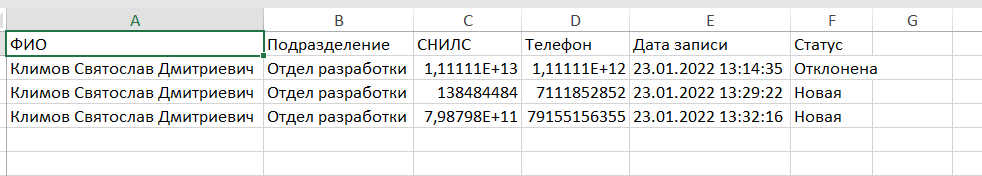 A B C D E F G
ФИО Подразделение СНИЛС Телефон Дата записи Статус
Климов Святослав Дмитриевич Отдел разработки 1,11111E+13 1,11111E+12 23.01.2022 13:14:35 Отклонена
Климов Святослав Дмитриевич Отдел разработки 138484484 7111852852 23.01.2022 13:29:22 Новая
Климов Святослав Дмитриевич Отдел разработки 7,98798E+11 79155156355 23.01.2022 13:32:16 Новая